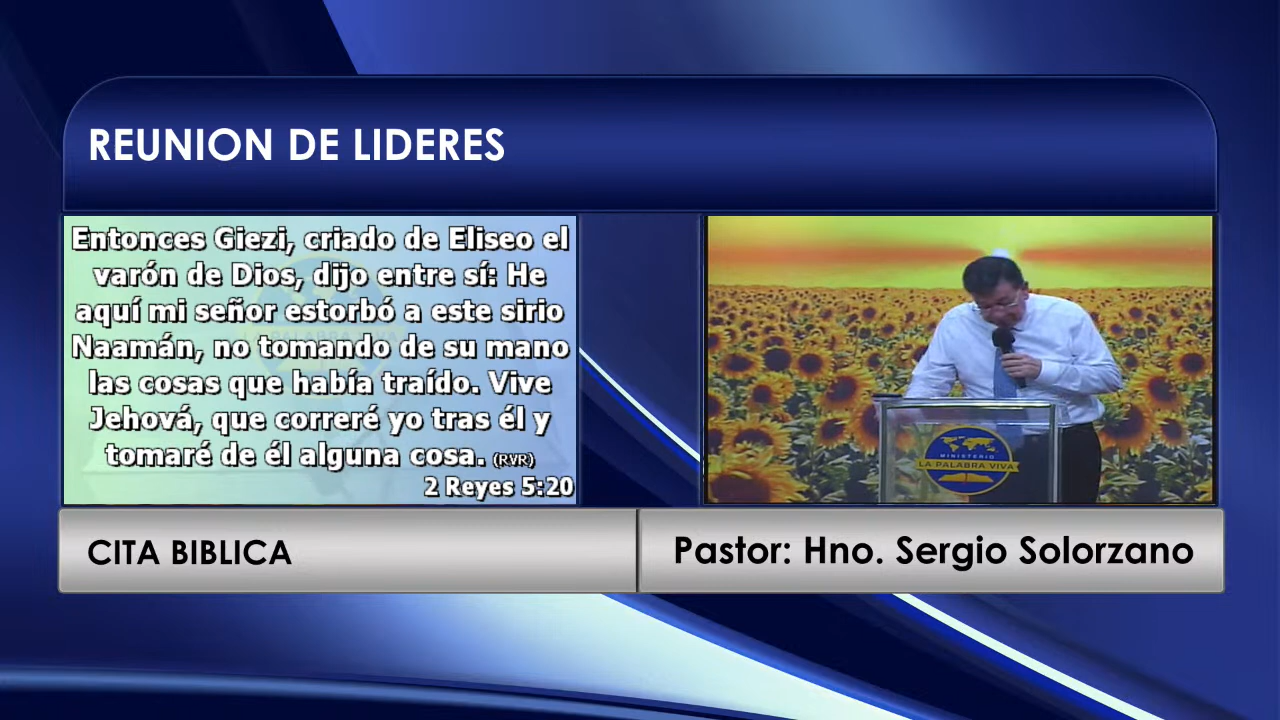 REUNION DE LIDERES
Entonces Giezi, criado de Eliseo el
varón de Dios, dijo entre sí: He
aquí mi señor estorbó a este sirio
Naamán, no tomando de su mano
las cosas que había traído. Vive
Jehová, que correré yo tras él y
tomaré de él alguna cosa. (RVR)
2 Reyes 5:20
MINISTERIO
LA PALABRA VIVA
CITA BIBLICA
Pastor: Hno. Sergio Solorzano